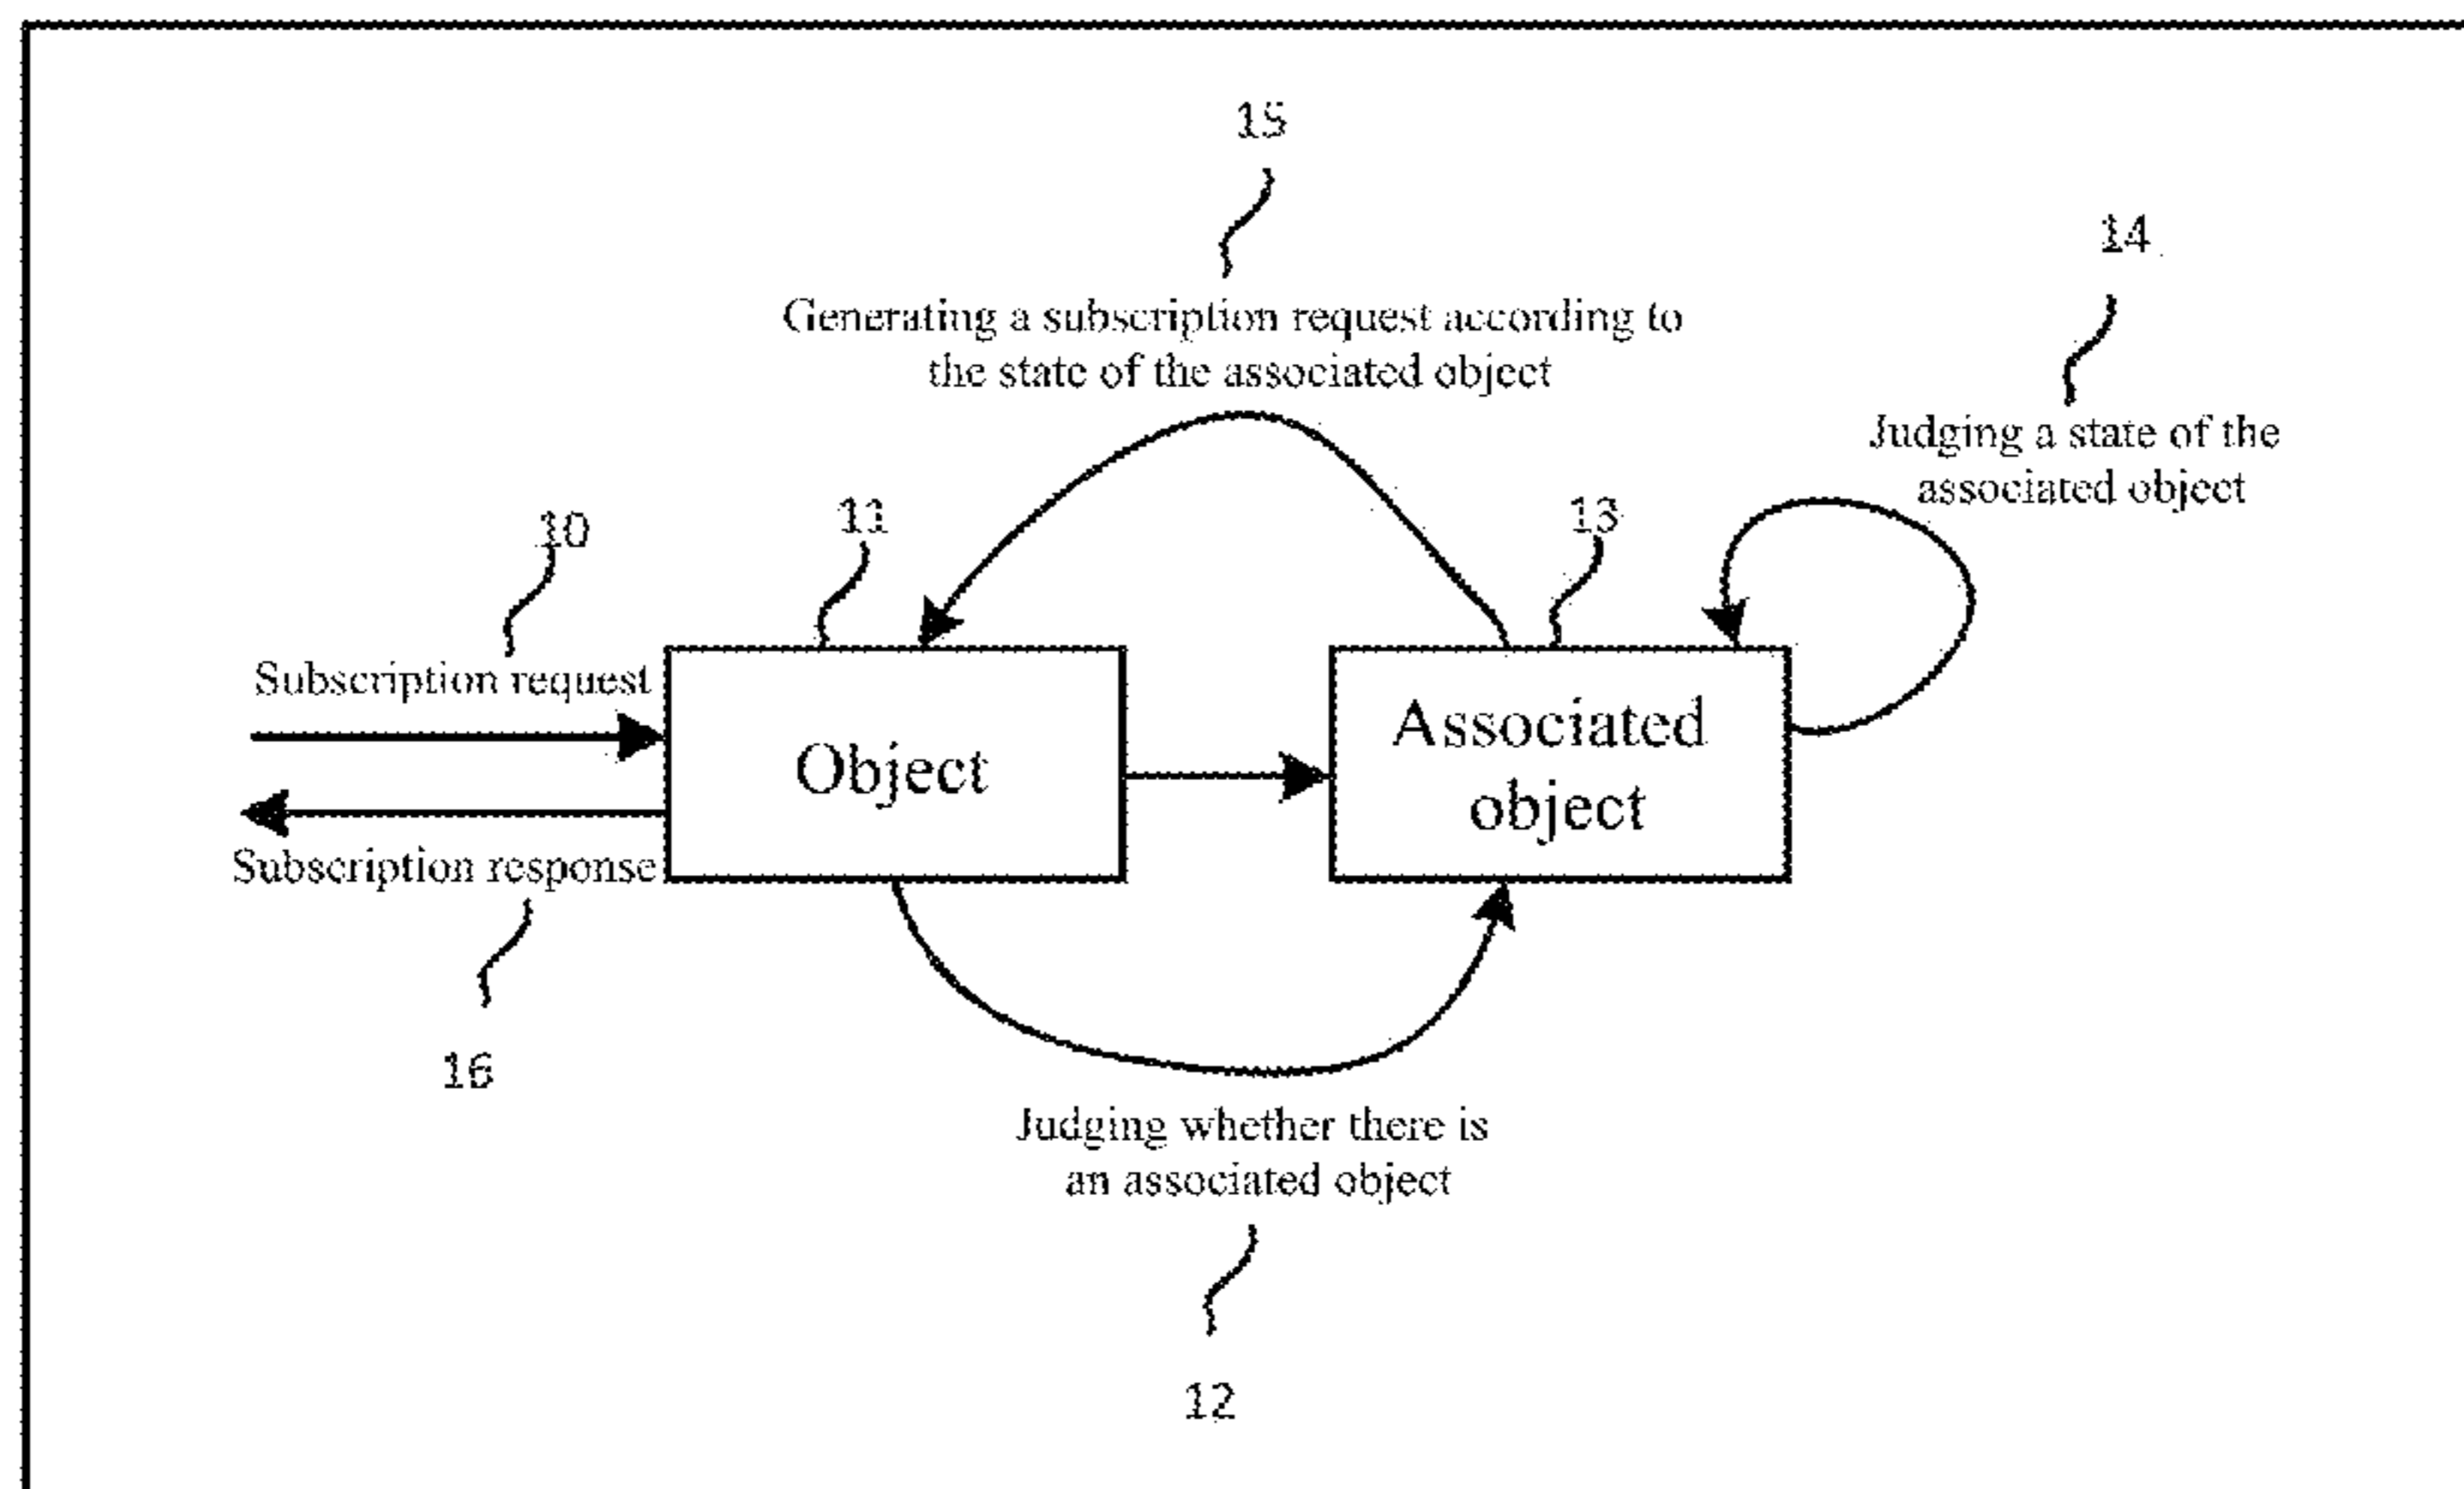 15
14
Generating a subscription request according to
the state of the associated object
Judging a state of the
associated object
10
11
13
Subscription request
Object
Associated
object
Subscription response
16
Judging whether there is
an associated object
12